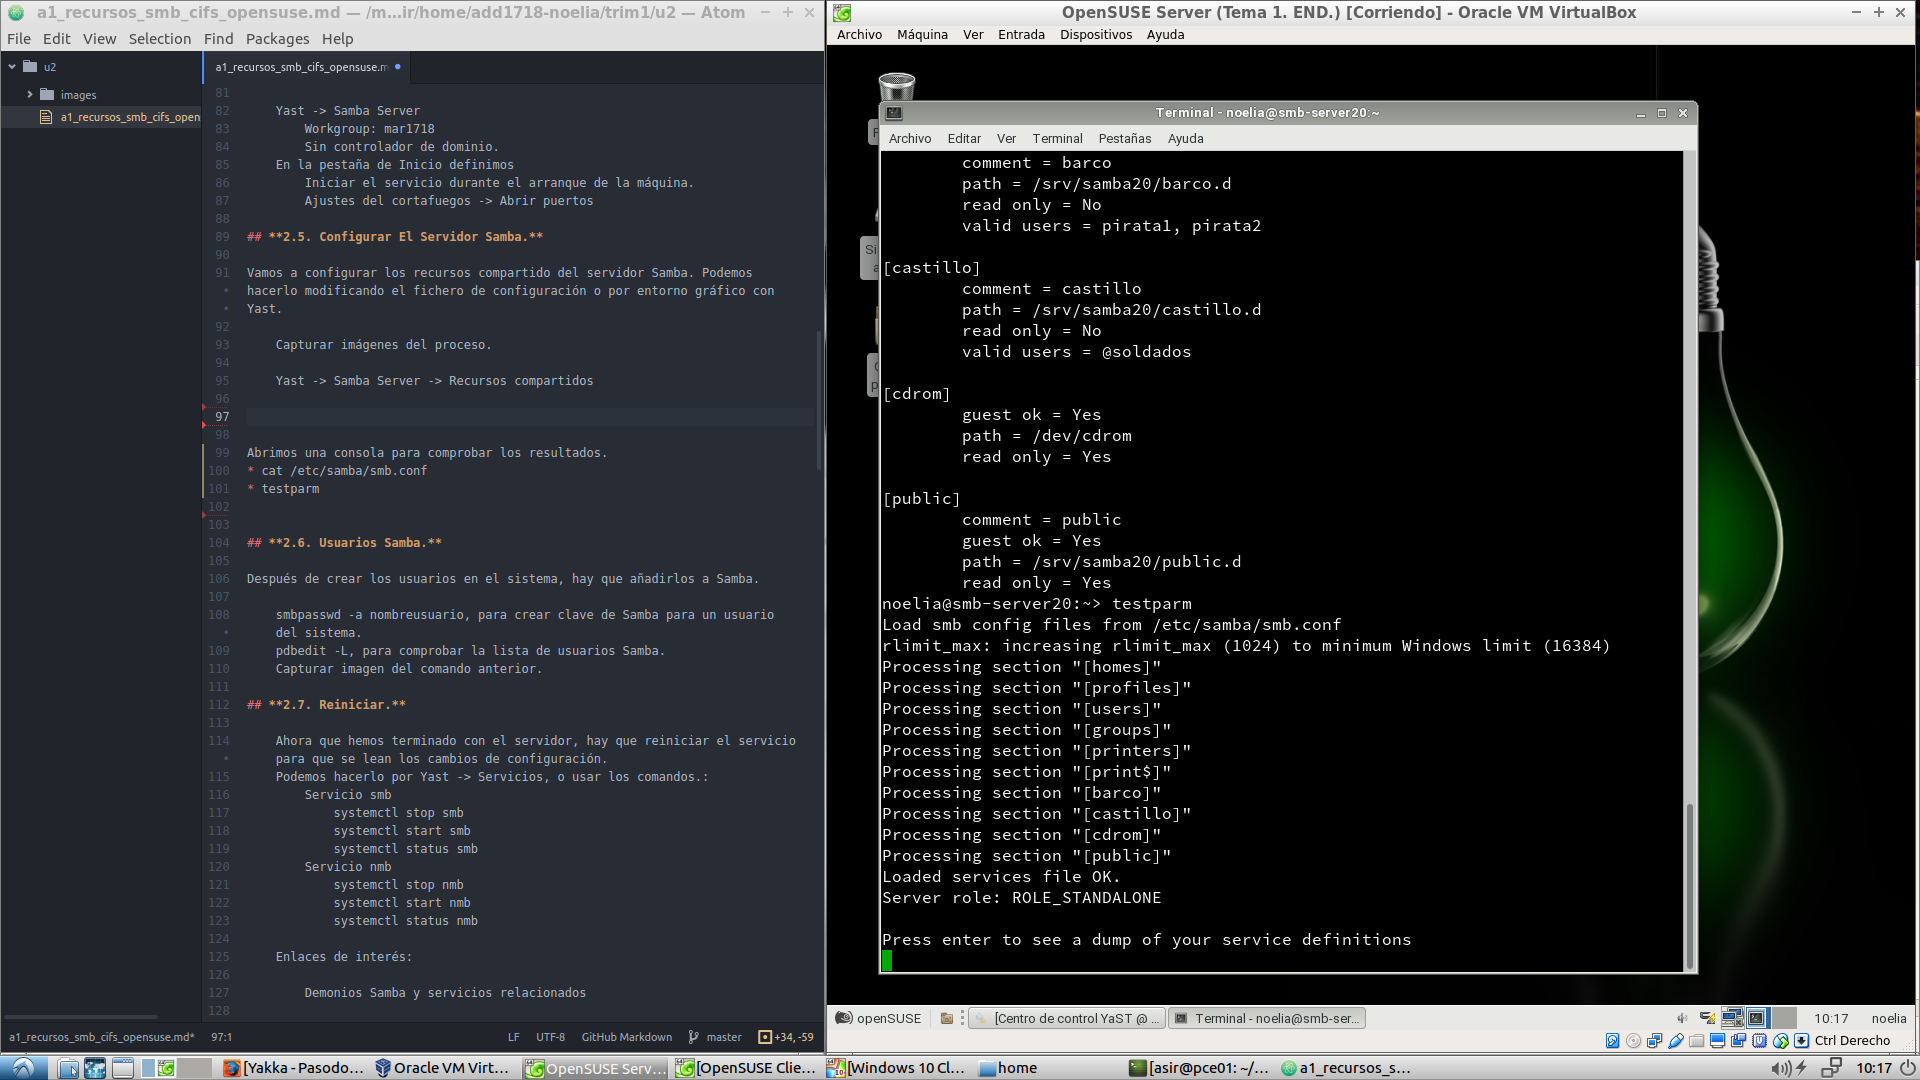 a1_recursos_smb_cifs_opensuse.md — /m...ir/home/add1718-noelia/trim1/u2 — Atom
File Edit View Selection Find Packages Help
u2
images
a1_recursos_smb_cifs_open
a1_recursos_smb_cifs_opensuse.m
81
82 Yast -> Samba Server
83 Workgroup: mar1718
84 Sin controlador de dominio.
85 En la pestaña de Inicio definimos
86 Iniciar el servicio durante el arranque de la máquina.
87 Ajustes del cortafuegos -> Abrir puertos
88
89 ## **2.5. Configurar El Servidor Samba.**
90
91 Vamos a configurar los recursos compartido del servidor Samba. Podemos
• hacerlo modificando el fichero de configuración o por entorno gráfico con
• Yast.
92
93 Capturar imágenes del proceso.
94
95 Yast -> Samba Server -> Recursos compartidos
96
97
98
99 Abrimos una consola para comprobar los resultados.
100 * cat /etc/samba/smb.conf
101 * testparm
102
103
104 ## **2.6. Usuarios Samba.**
105
106 Después de crear los usuarios en el sistema, hay que añadirlos a Samba.
107
108 smbpasswd -a nombreusuario, para crear clave de Samba para un usuario
• del sistema.
109 pdbedit -L, para comprobar la lista de usuarios Samba.
110 Capturar imagen del comando anterior.
111
112 ## **2.7. Reiniciar.**
113
114 Ahora que hemos terminado con el servidor, hay que reiniciar el servicio
• para que se lean los cambios de configuración.
115 Podemos hacerlo por Yast -> Servicios, o usar los comandos.:
116 Servicio smb
117 systemctl stop smb
118 systemctl start smb
119 systemctl status smb
120 Servicio nmb
121 systemctl stop nmb
122 systemctl start nmb
123 systemctl status nmb
124
125 Enlaces de interés:
126
127 Demonios Samba y servicios relacionados
128
a1_recursos_smb_cifs_opensuse.md* 97:1 LF UTF-8 GitHub Markdown master +34, -59
OpenSUSE Server (Tema 1. END.) [Corriendo] - Oracle VM VirtualBox
Archivo Máquina Ver Entrada Dispositivos Ayuda
Terminal - noelia@smb-server20:~
Archivo Editar Ver Terminal Pestañas Ayuda
comment = barco
path = /srv/samba20/barco.d
read only = No
valid users = pirata1, pirata2
[castillo]
comment = castillo
path = /srv/samba20/castillo.d
read only = No
valid users = @soldados
[cdrom]
guest ok = Yes
path = /dev/cdrom
read only = Yes
[public]
comment = public
guest ok = Yes
path = /srv/samba20/public.d
read only = Yes
noelia@smb-server20:~> testparm
Load smb config files from /etc/samba/smb.conf
rlimit_max: increasing rlimit_max (1024) to minimum Windows limit (16384)
Processing section "[homes]"
Processing section "[profiles]"
Processing section "[users]"
Processing section "[groups]"
Processing section "[printers]"
Processing section "[print$]"
Processing section "[barco]"
Processing section "[castillo]"
Processing section "[cdrom]"
Processing section "[public]"
Loaded services file OK.
Server role: ROLE_STANDALONE
Press enter to see a dump of your service definitions
openSUSE [Centro de control YaST @ ... Terminal - noelia@smb-ser... 10:17 noelia
Ctrl Derecho
[Yakka - Pasodo... Oracle VM Virt... OpenSUSE Serv... [OpenSUSE Clie... [Windows 10 Cl... home [asir@pce01: ~/... a1_recursos_s... 10:17